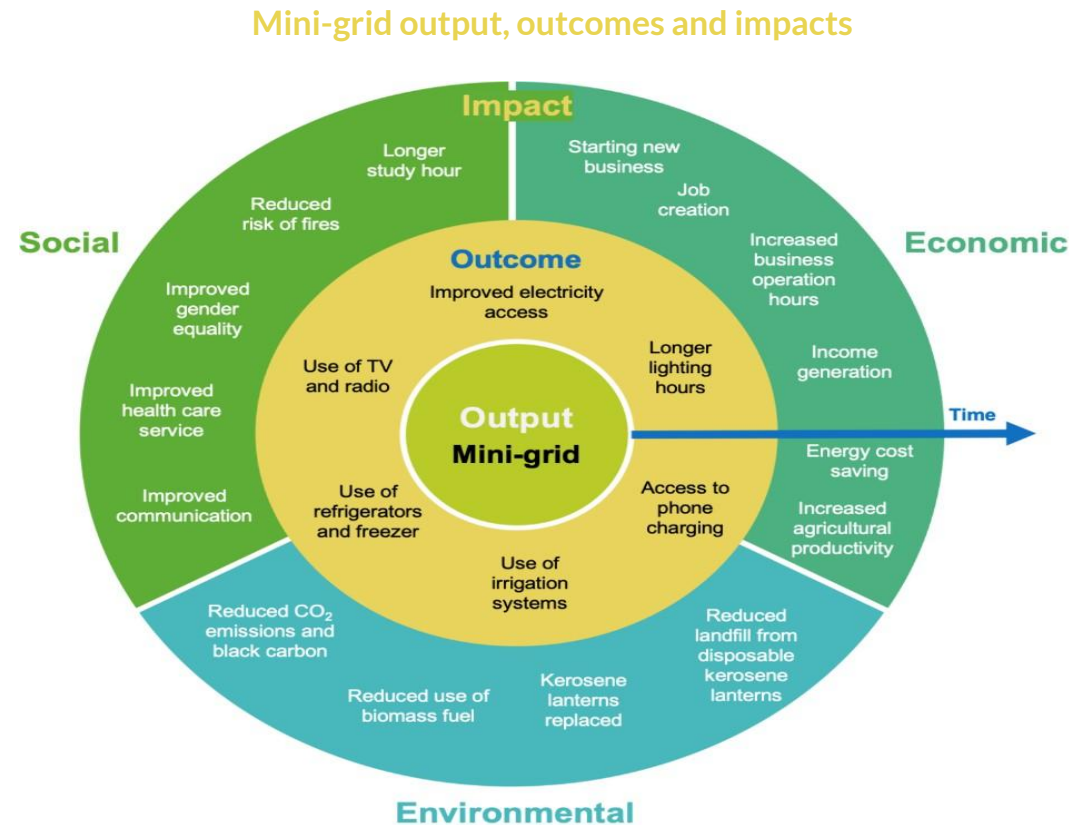 Mini-grid output, outcomes and impacts
Impact
Longer
study hour
Reduced
risk of fires
Social
Improved
gender
equality
Improved
health care
service
Improved
communication
Starting new
business
Job
creation
Economic
Increased
business
operation
hours
Income
generation
Time
Energy cost
saving
Increased
agricultural
productivity
Outcome
Improved electricity
access
Use of TV
and radio
Longer
lighting
hours
Output
Mini-grid
Use of
refrigerators
and freezer
Access to
phone
charging
Use of
irrigation
systems
Reduced CO₂
emissions and
black carbon
Reduced use of
biomass fuel
Kerosene
lanterns
replaced
Reduced
landfill from
disposable
kerosene
lanterns
Environmental